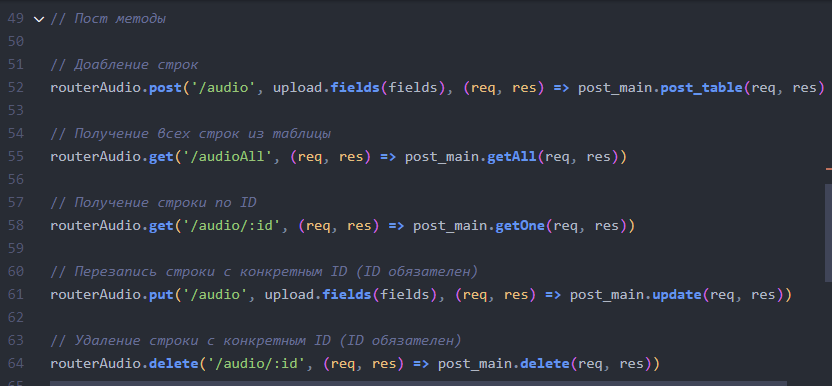 49 // Пост методы
50
51 // Доабление строк
52 routerAudio.post('/audio', upload.fields(fields), (req, res) => post_main.post_table(req, res)
53
54 // Получение всех строк из таблицы
55 routerAudio.get('/audioAll', (req, res) => post_main.getAll(req, res))
56
57 // Получение строки по ID
58 routerAudio.get('/audio/:id', (req, res) => post_main.getOne(req, res))
59
60 // Перезапись строки с конкретным ID (ID обязателен)
61 routerAudio.put('/audio', upload.fields(fields), (req, res) => post_main.update(req, res))
62
63 // Удаление строки с конкретным ID (ID обязателен)
64 routerAudio.delete('/audio/:id', (req, res) => post_main.delete(req, res))